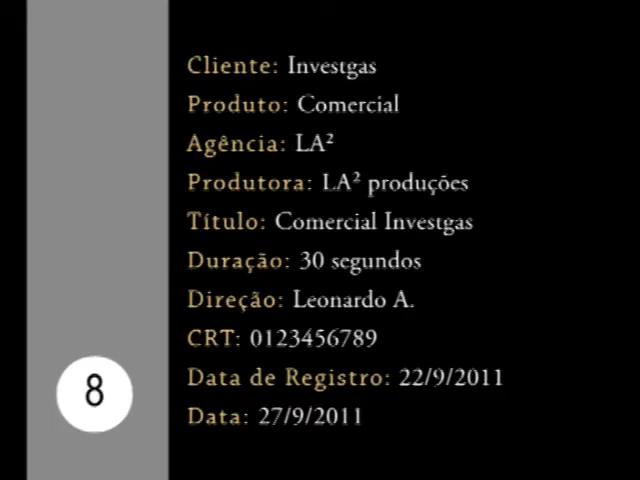 Cliente: Investgas
Produto: Comercial
Agência: LA²
Produtora: LA² produções
Título: Comercial Investgas
Duração: 30 segundos
Direção: Leonardo A.
CRT: 0123456789
Data de Registro: 22/9/2011
Data: 27/9/2011
8